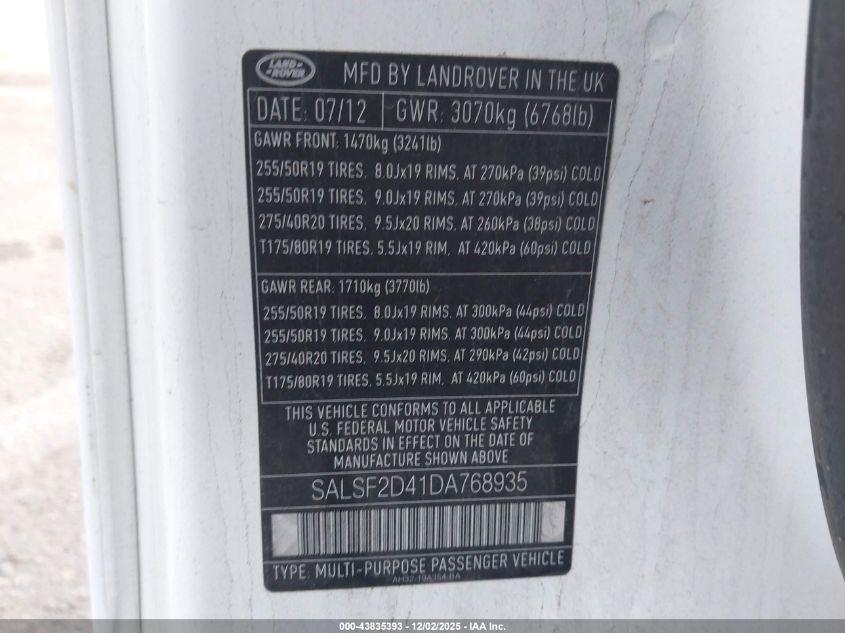 LAND ROVER
MFD BY LANDROVER IN THE UK
DATE: 07/12 GWR: 3070kg (6768lb)
GAWR FRONT: 1470kg (3241lb)
255/50R19 TIRES, 8.0Jx19 RIMS, AT 270kPa (39psi) COLD
255/50R19 TIRES, 9.0Jx19 RIMS, AT 270kPa (39psi) COLD
275/40R20 TIRES, 9.5Jx20 RIMS, AT 260kPa (38psi) COLD
T175/80R19 TIRES, 5.5Jx19 RIM, AT 420kPa (60psi) COLD
GAWR REAR: 1710kg (3770lb)
255/50R19 TIRES, 8.0Jx19 RIMS, AT 300kPa (44psi) COLD
255/50R19 TIRES, 9.0Jx19 RIMS, AT 300kPa (44psi) COLD
275/40R20 TIRES, 9.5Jx20 RIMS, AT 290kPa (42psi) COLD
T175/80R19 TIRES, 5.5Jx19 RIM, AT 420kPa (60psi) COLD
THIS VEHICLE CONFORMS TO ALL APPLICABLE
U.S. FEDERAL MOTOR VEHICLE SAFETY
STANDARDS IN EFFECT ON THE DATE OF
MANUFACTURE SHOWN ABOVE
SALSF2D41DA768935
TYPE: MULTI-PURPOSE PASSENGER VEHICLE
AH32-19A354-BA
000-43835393 - 12/02/2025 - IAA Inc.